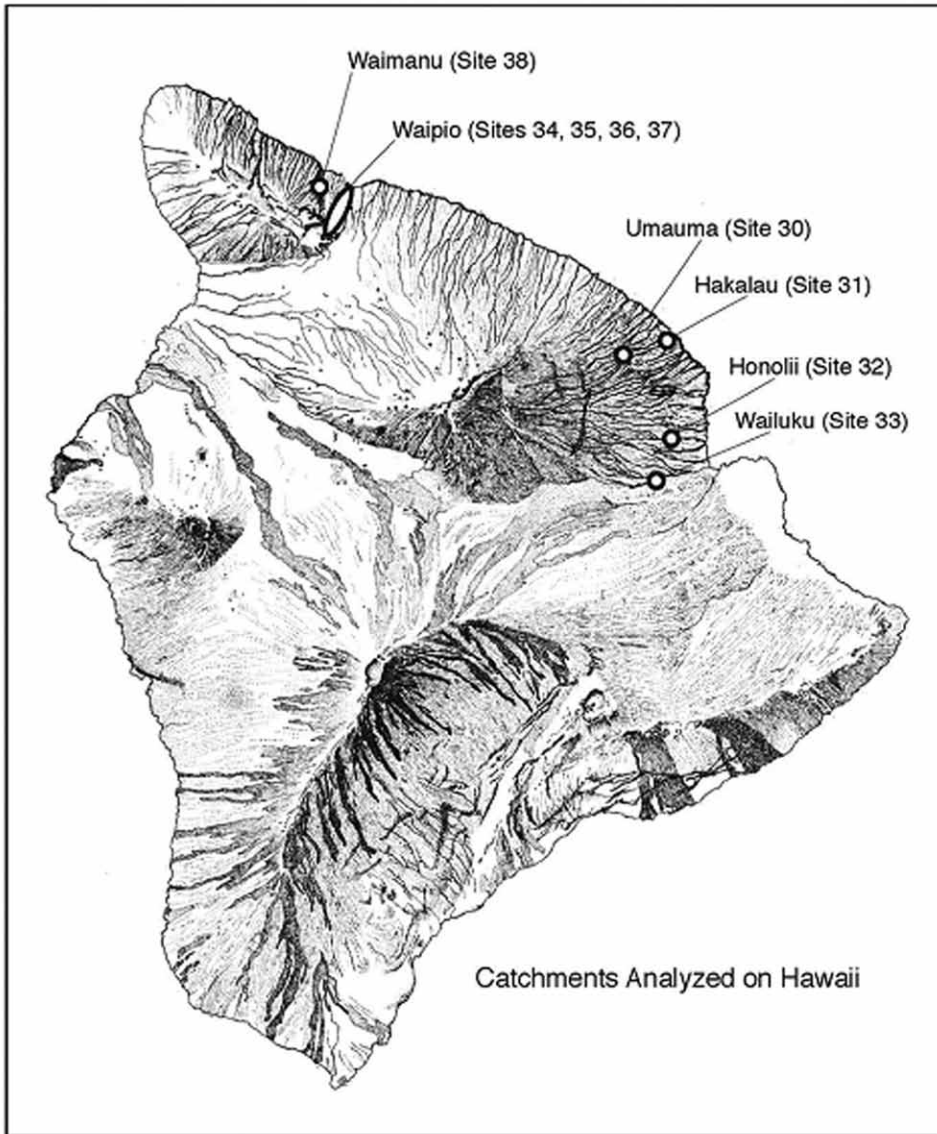 Waimanu (Site 38)
Waipio (Sites 34, 35, 36, 37)
Umauma (Site 30)
Hakalau (Site 31)
Honolii (Site 32)
Wailuku (Site 33)
Catchments Analyzed on Hawaii